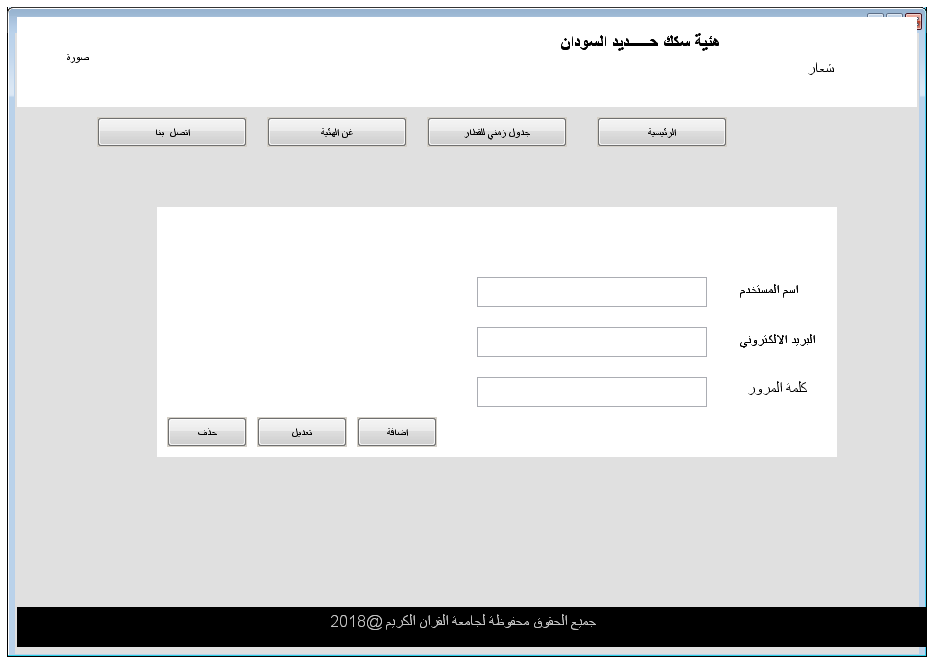 هئية سكك حـــــديد السودان
شعار
صورة
الرئيسية
جدول زمني للقطار
عن الهئية
اتصل بنا
اسم المستخدم
البريد الالكتروني
كلمة المرور
اضافة
تعديل
حذف
جميع الحقوق محفوظة لجامعة القران الكريم @2018